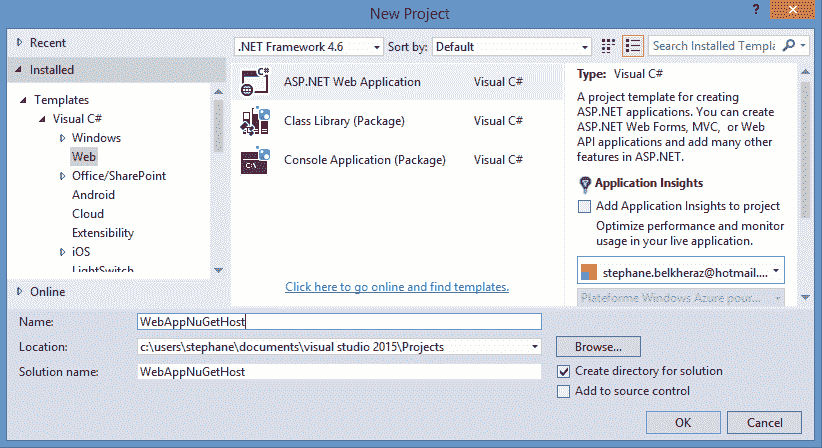 New Project
?
Recent
Installed
Templates
Visual C#
Windows
Web
Office/SharePoint
Android
Cloud
Extensibility
iOS
LightSwitch
Online
.NET Framework 4.6
Sort by:
Default
Search Installed Templa
ASP.NET Web Application Visual C#
Class Library (Package) Visual C#
Console Application (Package) Visual C#
Click here to go online and find templates.
Type: Visual C#
A project template for creating
ASP.NET applications. You can create
ASP.NET Web Forms, MVC, or Web
API applications and add many other
features in ASP.NET.
Application Insights
Add Application Insights to project
Optimize performance and monitor
usage in your live application.
stephane.belkheraz@hotmail....
Plateforme Windows Azure pour...
Name: WebAppNuGetHost
Location: c:\users\stephane\documents\visual studio 2015\Projects
Browse...
Solution name: WebAppNuGetHost
Create directory for solution
Add to source control
OK
Cancel